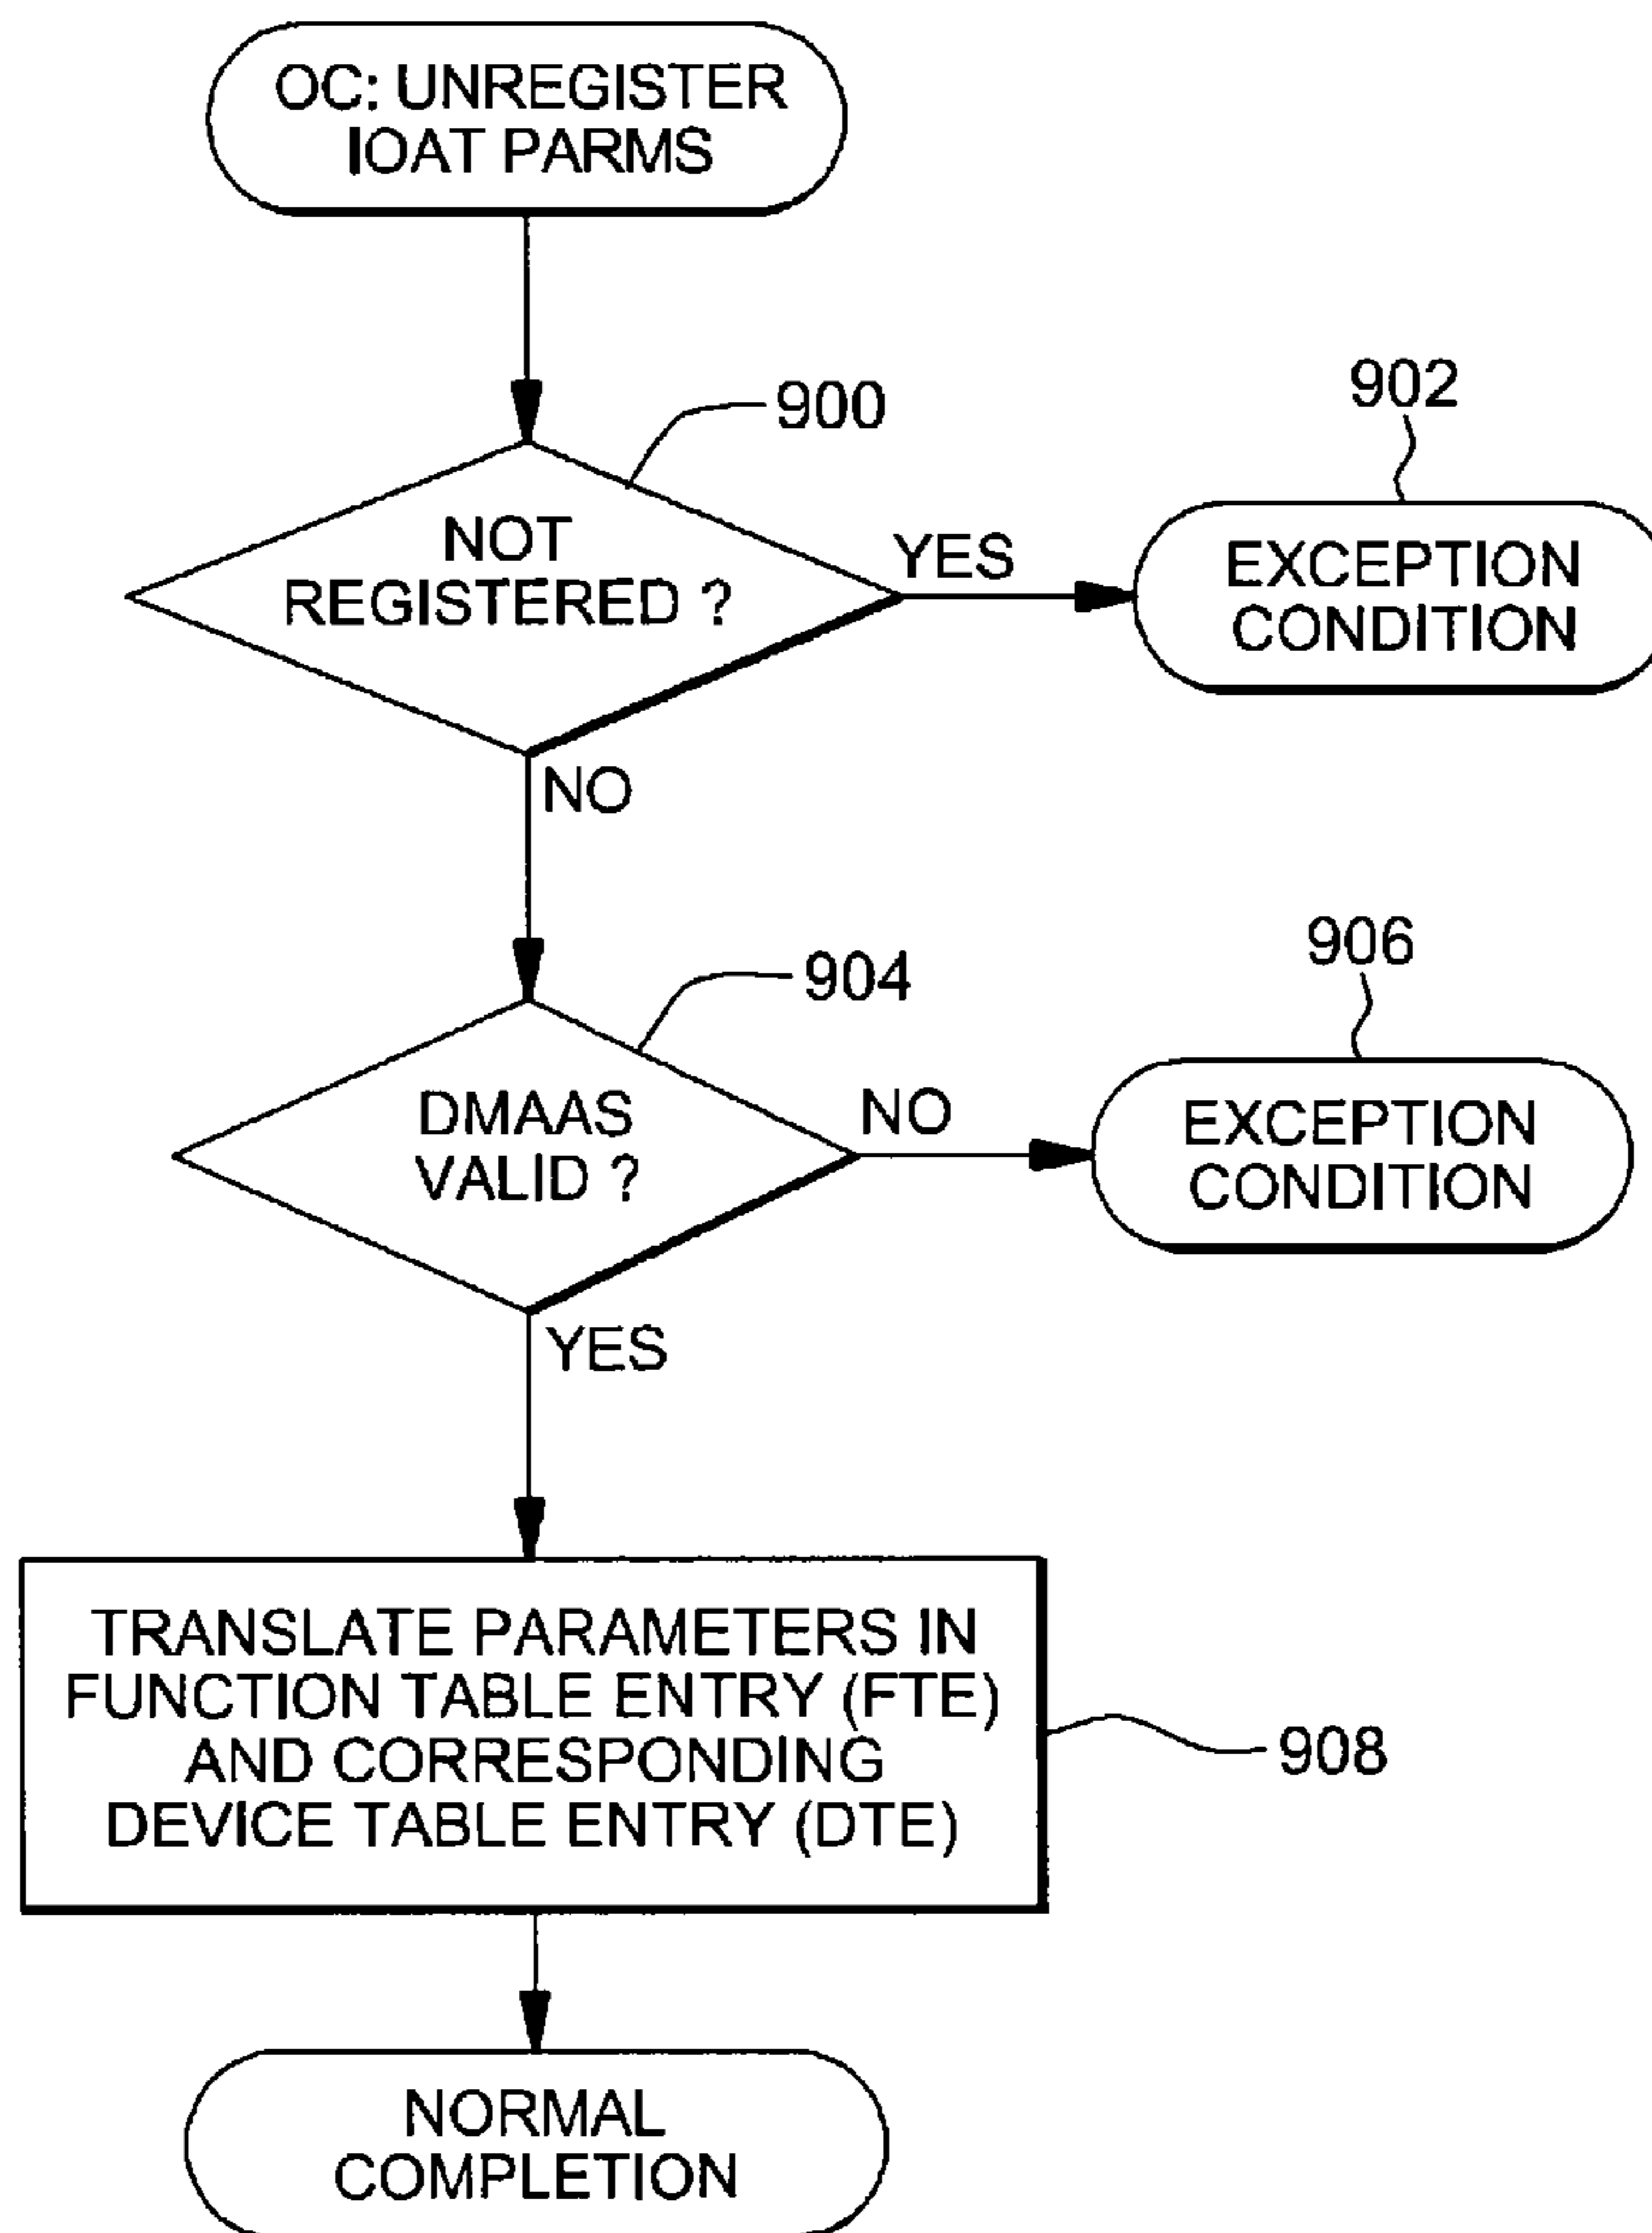 OC: UNREGISTER
IOAT PARMS
900
902
NOT
REGISTERED ?
YES
EXCEPTION
CONDITION
NO
904
906
DMAAS
VALID ?
NO
EXCEPTION
CONDITION
YES
TRANSLATE PARAMETERS IN
FUNCTION TABLE ENTRY (FTE)
AND CORRESPONDING
DEVICE TABLE ENTRY (DTE)
908
NORMAL
COMPLETION